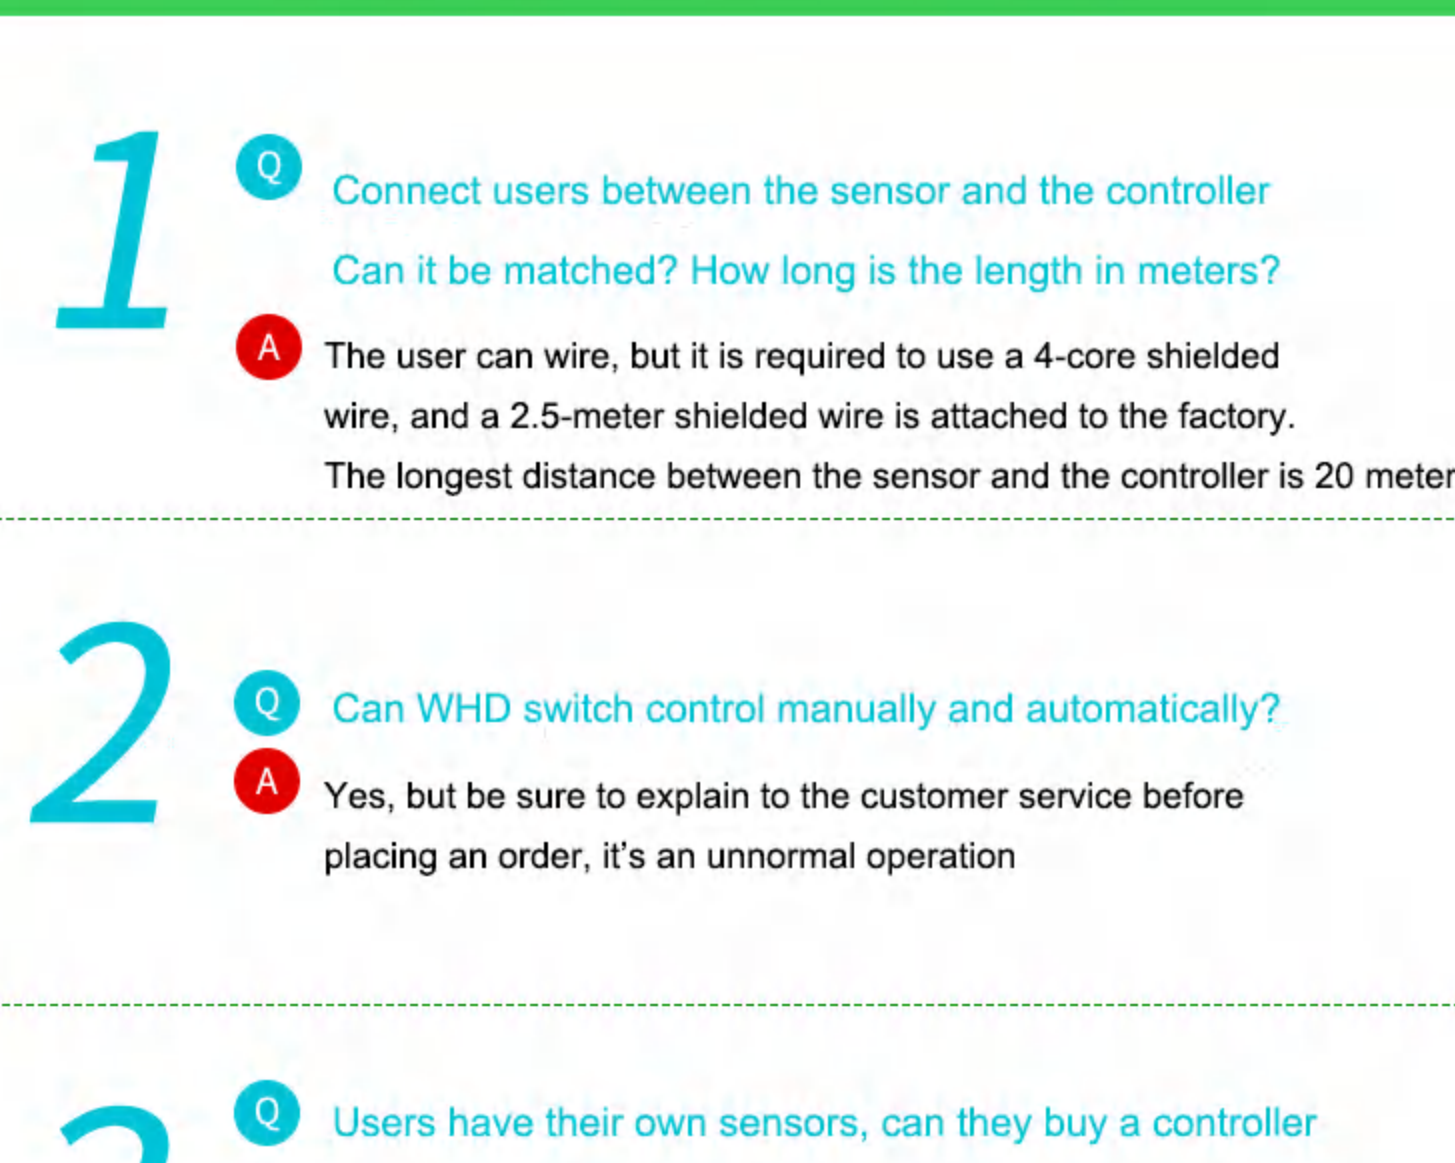 1
Q
Connect users between the sensor and the controller
Can it be matched? How long is the length in meters?
A
The user can wire, but it is required to use a 4-core shielded
wire, and a 2.5-meter shielded wire is attached to the factory.
The longest distance between the sensor and the controller is 20 meter
2
Q
Can WHD switch control manually and automatically?
A
Yes, but be sure to explain to the customer service before
placing an order, it’s an unnormal operation
Q
Users have their own sensors, can they buy a controller